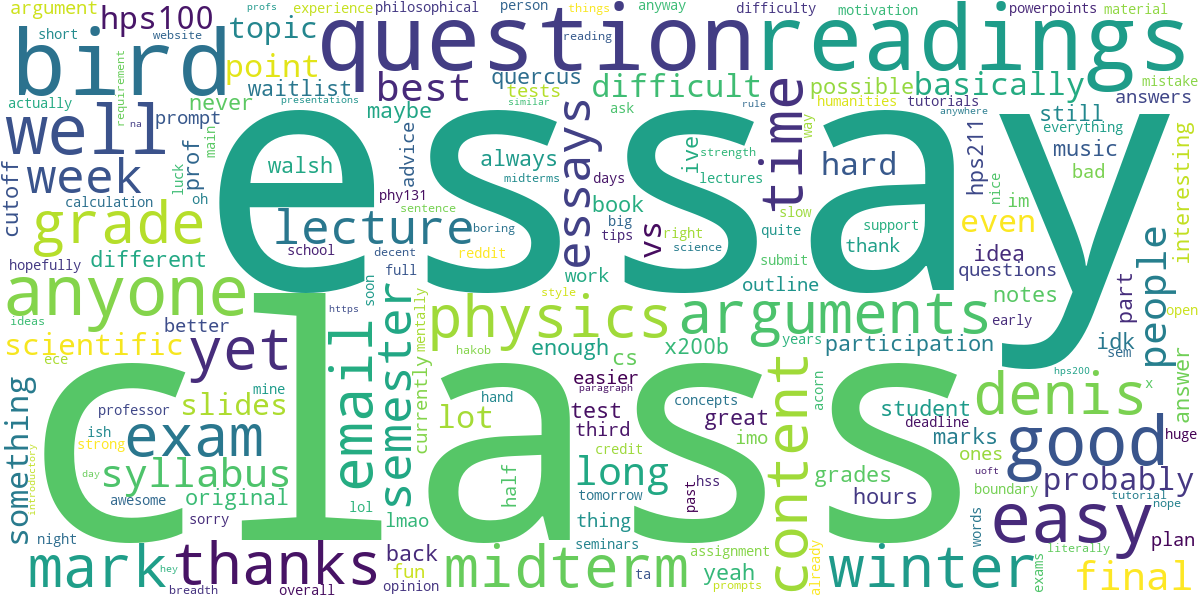 argument
hps100
profs
experience
philosophical
person
things
anyway
difficulty
motivation
powerpoints
material
short
website
topic
bird
question
readings
reading
point
best
quercus
difficult
possible
basically
mistake
actually
requirement
waitlist
presentations
tests
similar
ask
rule
humanities
tutorials
answers
never
maybe
anywhere
still
na
prompt
main
well
essays
time
way
everything
essay
live
strength
music
cutoff
week
luck
prof
oh
walsh
advice
always
midterms
days
lectures
hard
hps211
bad
interesting
calculation
phy131
sentence
book
big
tips
right
slow
quite
support
nice
im
grade
lecture
boring
vs
science
thank
even
school
decent
reddit
submit
idea
people
hopefully
different
soon
full
work
outline
questions
part
anyone
style
notes
open
https
physics
arguments
years
early
ideas
better
email
semester
currently
mentally
hakob
enough
cs
x200b
participation
idk
sem
scientific
yet
ece
mine
easier
paragraph
content
acorn
hps200
x
answer
something
professor
slides
hand
concepts
denis
student
ish
lot
test
great
deadline
good
huge
strong
exam
third
credit
imo
marks
ones
introductory
day
syllabus
class
half
long
past
hss
grades
uoft
probably
awesome
original
tomorrow
hours
boundary
tutorial
nope
lol
night
sorry
lmao
thing
words
easy
plan
mark
thanks
back
seminars
assignment
already
literally
hey
fun
midterm
yeah
winter
exams
final
breadth
overall
opinion
ta
prompts